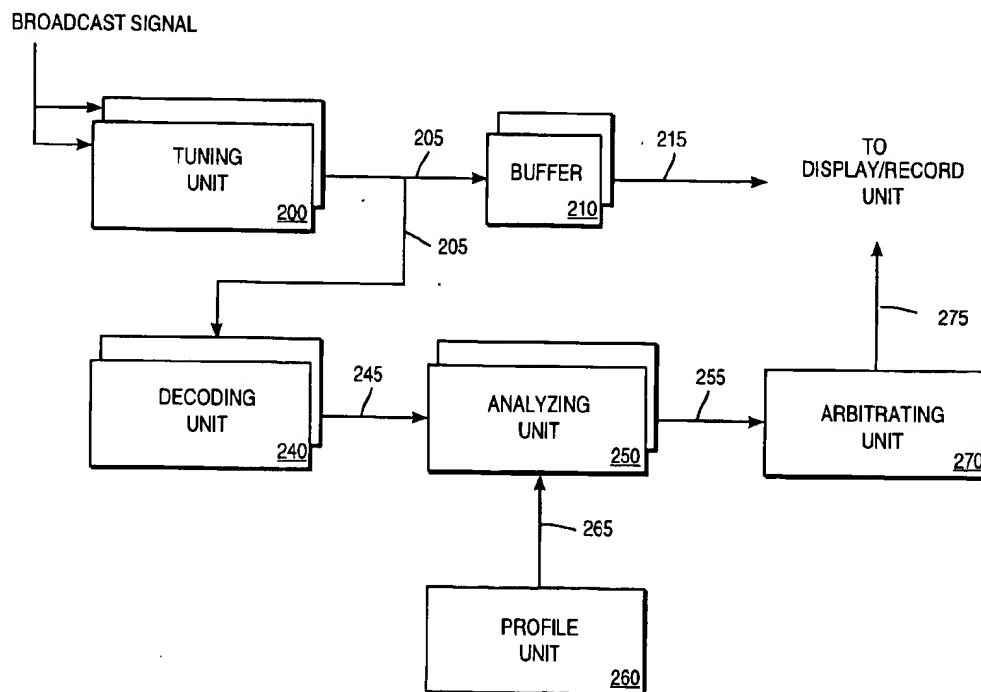 BROADCAST SIGNAL
TUNING
UNIT
200
205
BUFFER
210
215
TO
DISPLAY/RECORD
UNIT
205
275
DECODING
UNIT
240
245
ANALYZING
UNIT
250
255
ARBITRATING
UNIT
270
265
PROFILE
UNIT
260